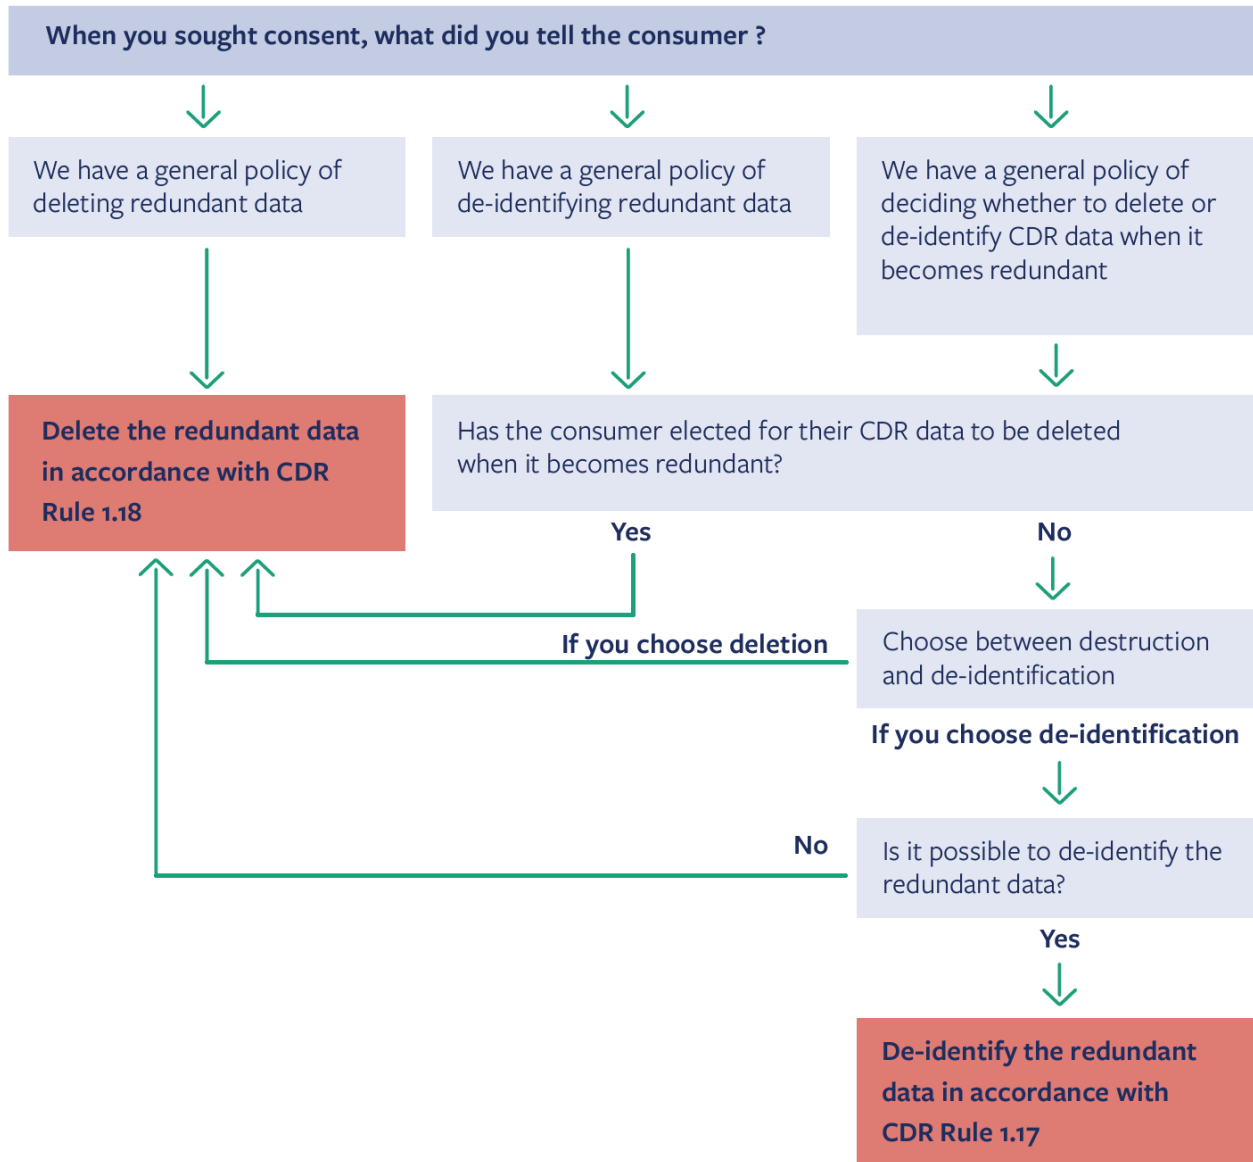 When you sought consent, what did you tell the consumer ?
We have a general policy of
deleting redundant data
We have a general policy of
de-identifying redundant data
We have a general policy of
deciding whether to delete or
de-identify CDR data when it
becomes redundant
Delete the redundant data
in accordance with CDR
Rule 1.18
Has the consumer elected for their CDR data to be deleted
when it becomes redundant?
Yes
No
If you choose deletion
Choose between destruction
and de-identification
If you choose de-identification
No
Is it possible to de-identify the
redundant data?
Yes
De-identify the redundant
data in accordance with
CDR Rule 1.17